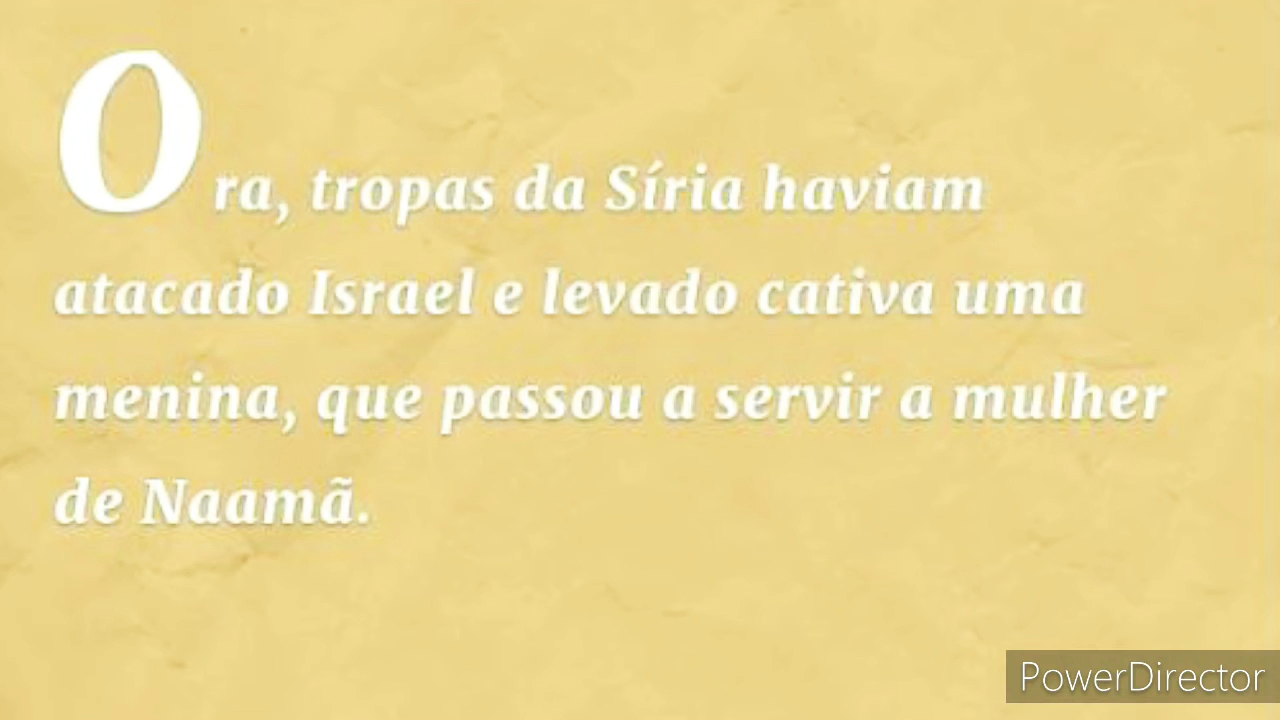 Ora, tropas da Síria haviam
atacado Israel e levado cativa uma
menina, que passou a servir a mulher
de Naamã.
PowerDirector